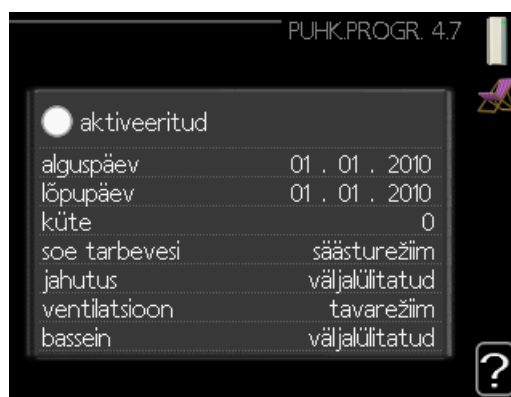 PUHK.PROGR. 4.7
aktiveeritud
alguspäev 01 . 01 . 2010
lõpupäev 01 . 01 . 2010
küte 0
soe tarbevesi säästurežiim
jahutus väljalülitatud
ventilatsioon tavarežiim
bassein väljalülitatud
?